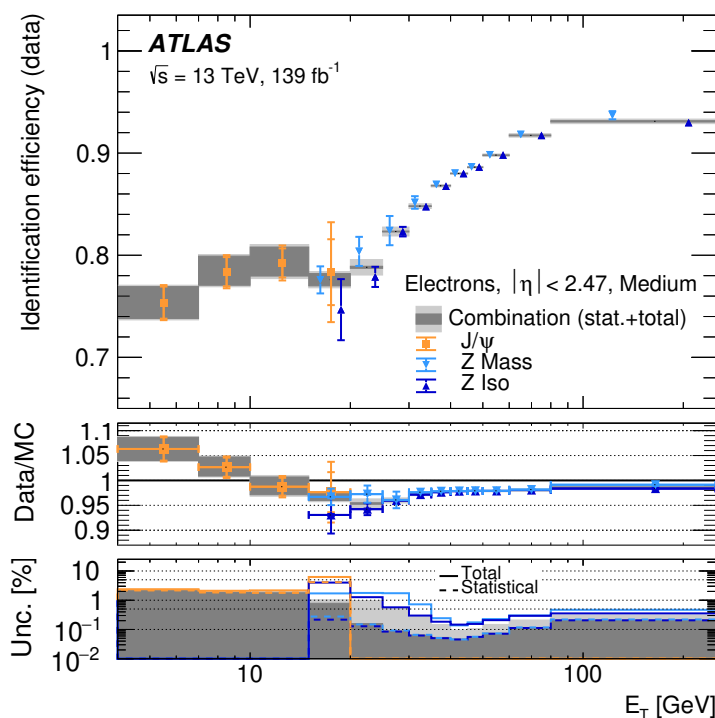 ATLAS
√s = 13 TeV, 139 fb⁻¹
Identification efficiency (data)
1
0.9
0.8
0.7
Electrons, |η| < 2.47, Medium
Combination (stat.+total)
J/ψ
Z Mass
Z Iso
Data/MC
1.1
1.05
1
0.95
0.9
Unc. [%]
10
1
10⁻¹
10⁻²
Total
Statistical
10
100
E_T [GeV]